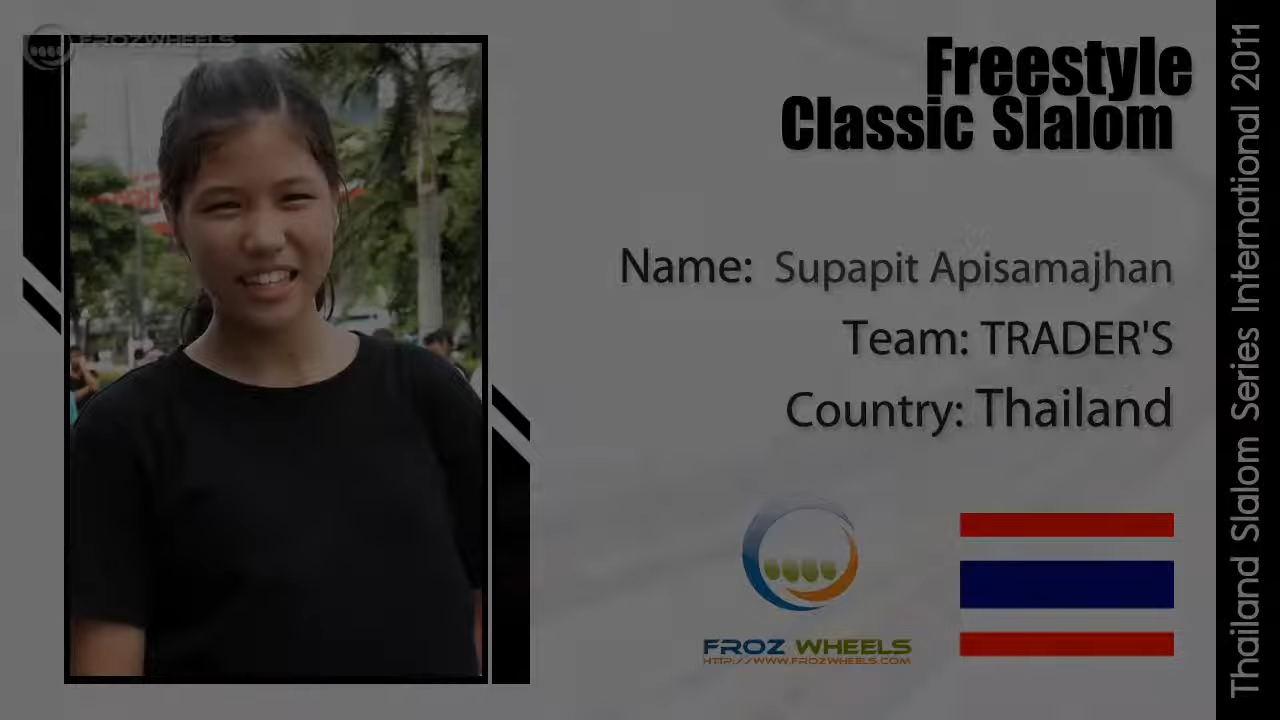 FROZWHEELS
Freestyle
Classic Slalom
Name: Supapit Apisamajhan
Team: TRADER'S
Country: Thailand
FROZ WHEELS
HTTP://WWW.FROZWHEELS.COM
Thailand Slalom Series International 2011